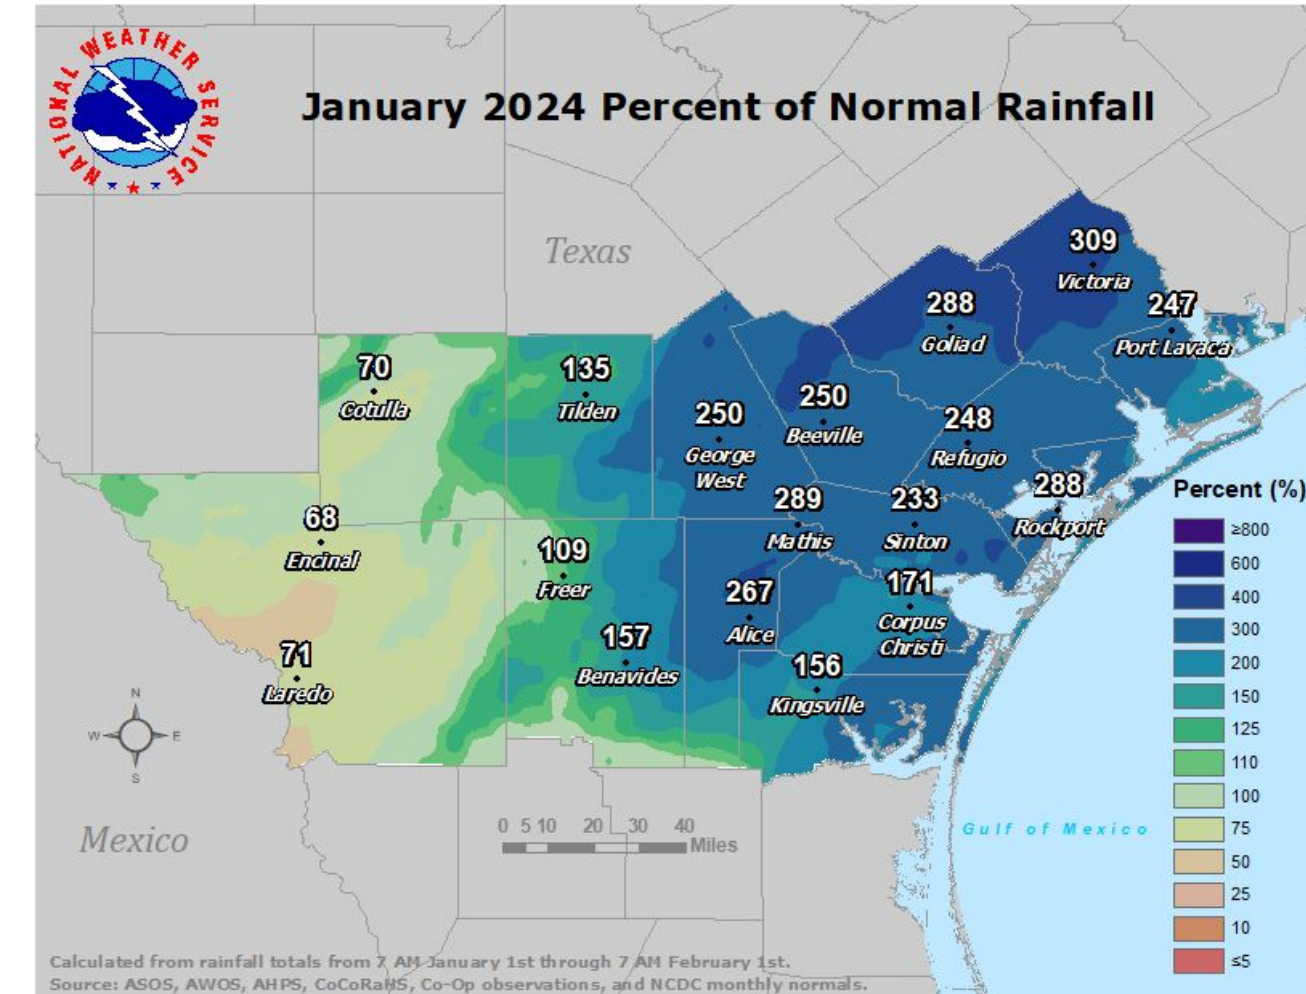 NATIONAL WEATHER SERVICE
January 2024 Percent of Normal Rainfall
Texas
309
Victoria
288
Goliad
247
Port Lavaca
70
Cotulla
135
Tilden
250
George
West
250
Beeville
248
Refugio
288
Rockport
289
Mathis
233
Sinton
68
Encinal
109
Freer
267
Alice
171
Corpus
Christi
71
Laredo
157
Benavides
156
Kingsville
Percent (%)
≥800
600
400
300
200
150
125
110
100
75
50
25
10
≤5
N
W E
S
Mexico
0 5 10 20 30 40
Miles
Gulf of Mexico
Calculated from rainfall totals from 7 AM January 1st through 7 AM February 1st.
Source: ASOS, AWOS, AHPS, CoCoRaHS, Co-Op observations, and NCDC monthly normals.